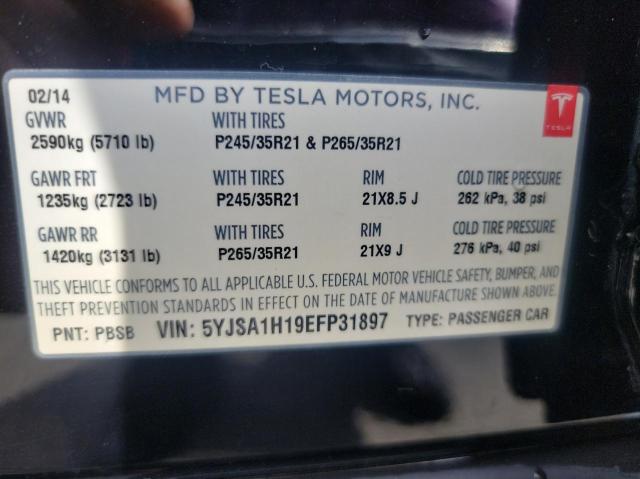 02/14 MFD BY TESLA MOTORS, INC.
GVWR WITH TIRES
2590kg (5710 lb) P245/35R21 & P265/35R21
GAWR FRT WITH TIRES RIM COLD TIRE PRESSURE
1235kg (2723 lb) P245/35R21 21X8.5 J 262 kPa, 38 psi
GAWR RR WITH TIRES RIM COLD TIRE PRESSURE
1420kg (3131 lb) P265/35R21 21X9 J 276 kPa, 40 psi
THIS VEHICLE CONFORMS TO ALL APPLICABLE U.S. FEDERAL MOTOR VEHICLE SAFETY, BUMPER, AND
THEFT PREVENTION STANDARDS IN EFFECT ON THE DATE OF MANUFACTURE SHOWN ABOVE.
PNT: PBSB VIN: 5YJSA1H19EFP31897 TYPE: PASSENGER CAR
TESLA